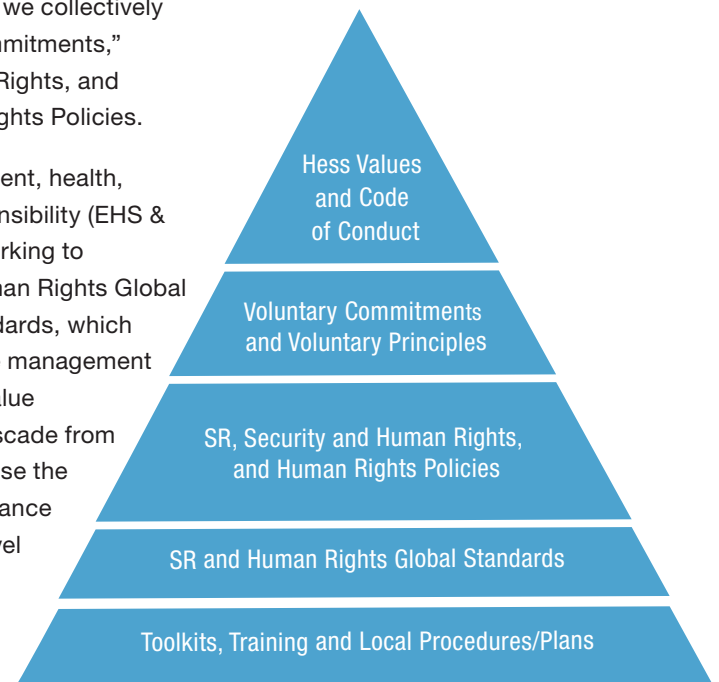 we collectively
mmitments,”
Rights, and
ghts Policies.
ent, health,
nsibility (EHS &
rking to
man Rights Global
dards, which
management
alue
scade from
se the
ance
vel
Hess Values
and Code
of Conduct
Voluntary Commitments
and Voluntary Principles
SR, Security and Human Rights,
and Human Rights Policies
SR and Human Rights Global Standards
Toolkits, Training and Local Procedures/Plans